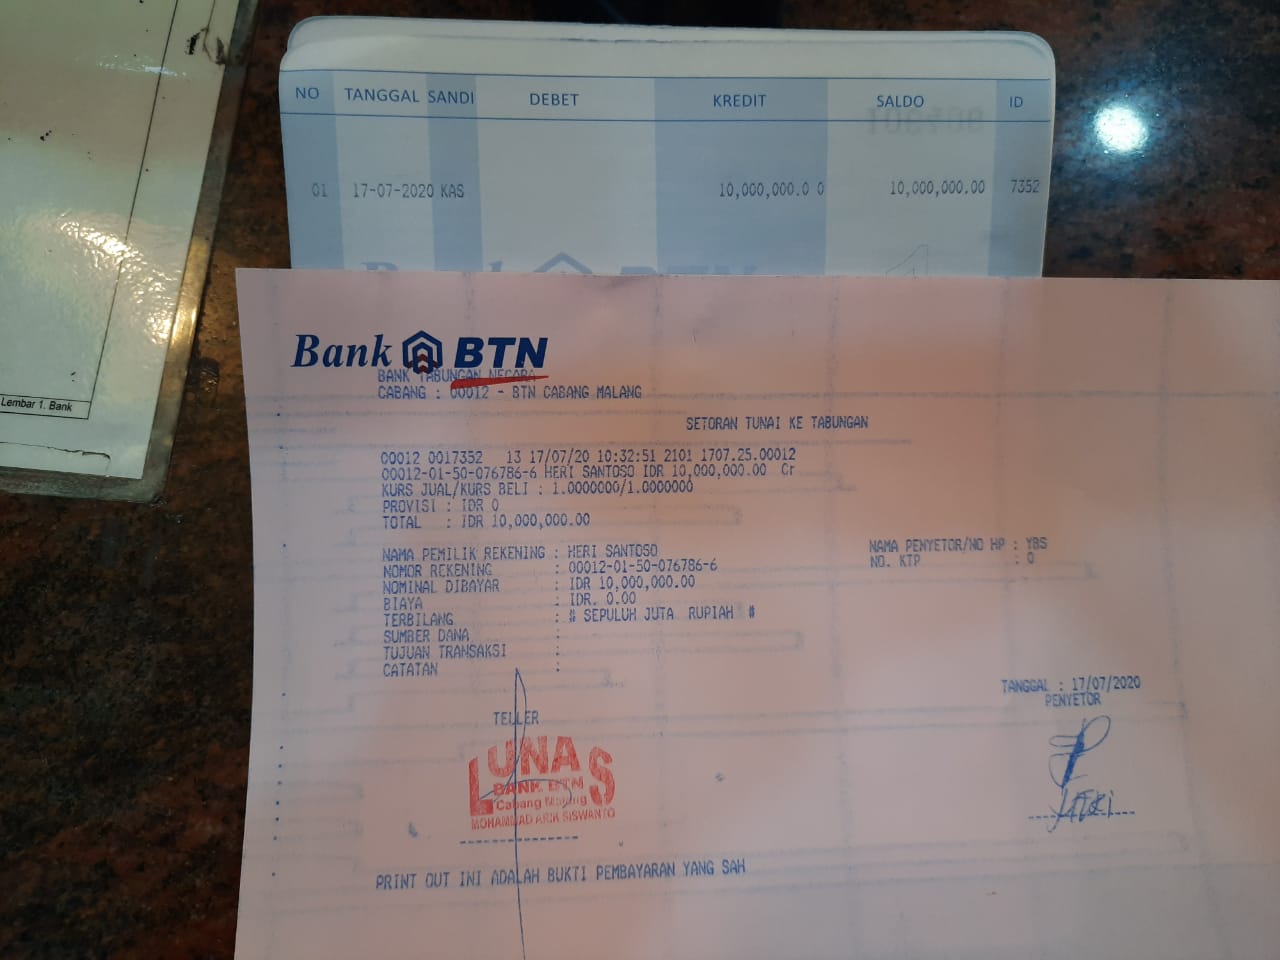 NO TANGGAL SANDI DEBET KREDIT SALDO ID
01 17-07-2020 KAS 10,000,000.0 0 10,000,000.00 7352
Lembar 1. Bank
Bank BTN
BANK TABUNGAN NEGARA
CABANG : 00012 - BTN CABANG MALANG
SETORAN TUNAI KE TABUNGAN
00012 0017352 13 17/07/20 10:32:51 2101 1707.25.00012
00012-01-50-076786-6 HERI SANTOSO IDR 10,000,000.00 Cr
KURS JUAL/KURS BELI : 1.0000000/1.0000000
PROVISI : IDR 0
TOTAL : IDR 10,000,000.00
NAMA PEMILIK REKENING : HERI SANTOSO NAMA PENYETOR/NO HP : YBS
NOMOR REKENING : 00012-01-50-076786-6 NO. KTP : 0
NOMINAL DIBAYAR : IDR 10,000,000.00
BIAYA : IDR. 0.00
TERBILANG : # SEPULUH JUTA RUPIAH #
SUMBER DANA :
TUJUAN TRANSAKSI :
CATATAN :
TANGGAL : 17/07/2020
TELLER PENYETOR
LUNAS
BANK BTN
Cabang Malang
MOHAMMAD ARIK SISWANTO
PRINT OUT INI ADALAH BUKTI PEMBAYARAN YANG SAH